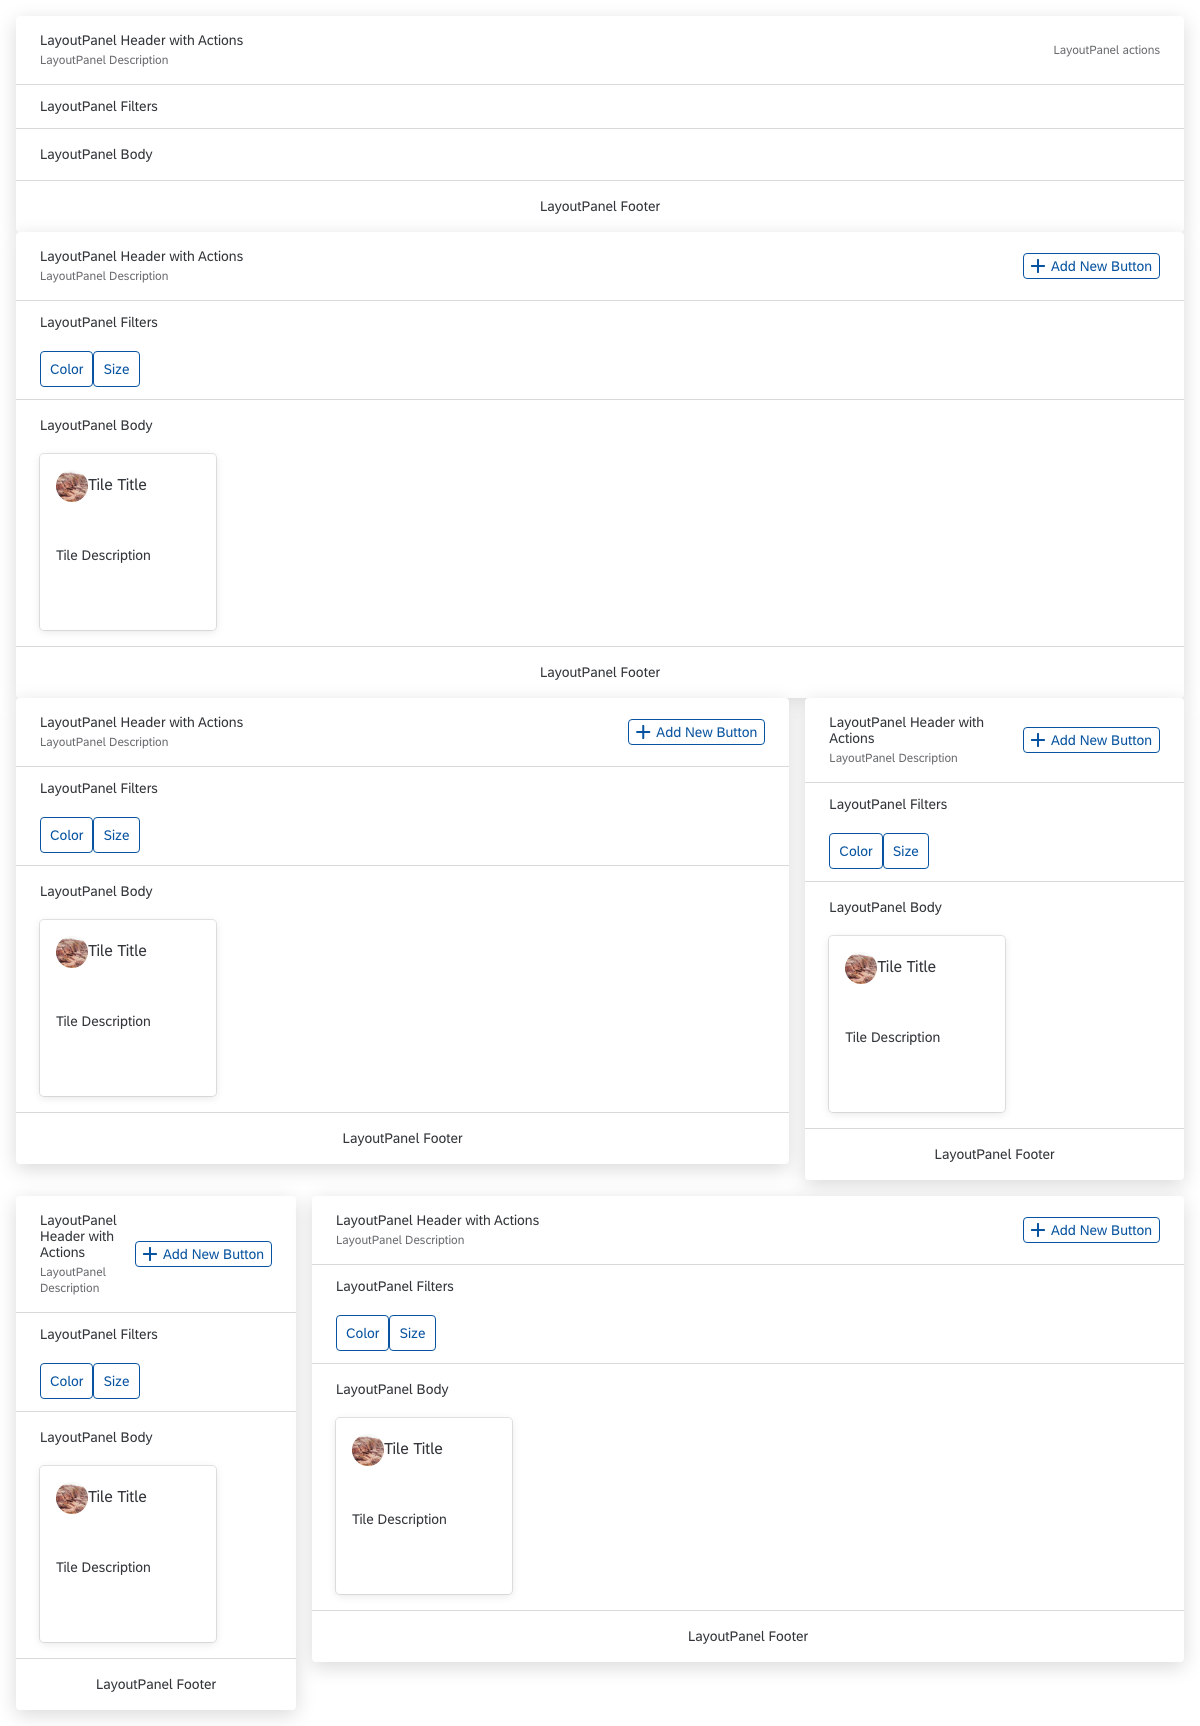 LayoutPanel Header with Actions
LayoutPanel Description
LayoutPanel actions
LayoutPanel Filters
LayoutPanel Body
LayoutPanel Footer
LayoutPanel Header with Actions
LayoutPanel Description
Add New Button
LayoutPanel Filters
Color Size
LayoutPanel Body
Tile Title
Tile Description
LayoutPanel Footer
LayoutPanel Header with Actions
LayoutPanel Description
Add New Button
LayoutPanel Filters
Color Size
LayoutPanel Body
Tile Title
Tile Description
LayoutPanel Footer
LayoutPanel Header with
Actions
LayoutPanel Description
Add New Button
LayoutPanel Filters
Color Size
LayoutPanel Body
Tile Title
Tile Description
LayoutPanel Footer
LayoutPanel
Header with
Actions
LayoutPanel
Description
Add New Button
LayoutPanel Filters
Color Size
LayoutPanel Body
Tile Title
Tile Description
LayoutPanel Footer
LayoutPanel Header with Actions
LayoutPanel Description
Add New Button
LayoutPanel Filters
Color Size
LayoutPanel Body
Tile Title
Tile Description
LayoutPanel Footer